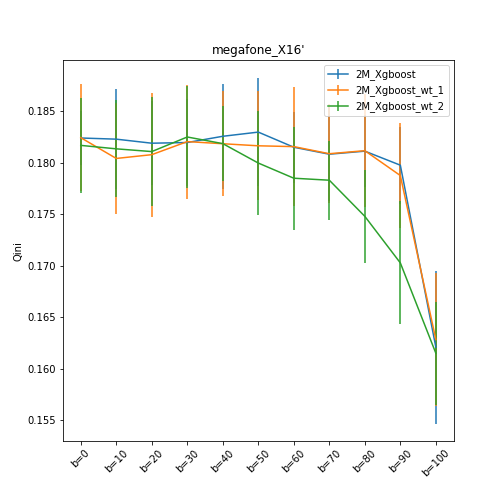 megafone_X16'
2M_Xgboost
2M_Xgboost_wt_1
2M_Xgboost_wt_2
Qini
0.185
0.180
0.175
0.170
0.165
0.160
0.155
b=0
b=10
b=20
b=30
b=40
b=50
b=60
b=70
b=80
b=90
b=100